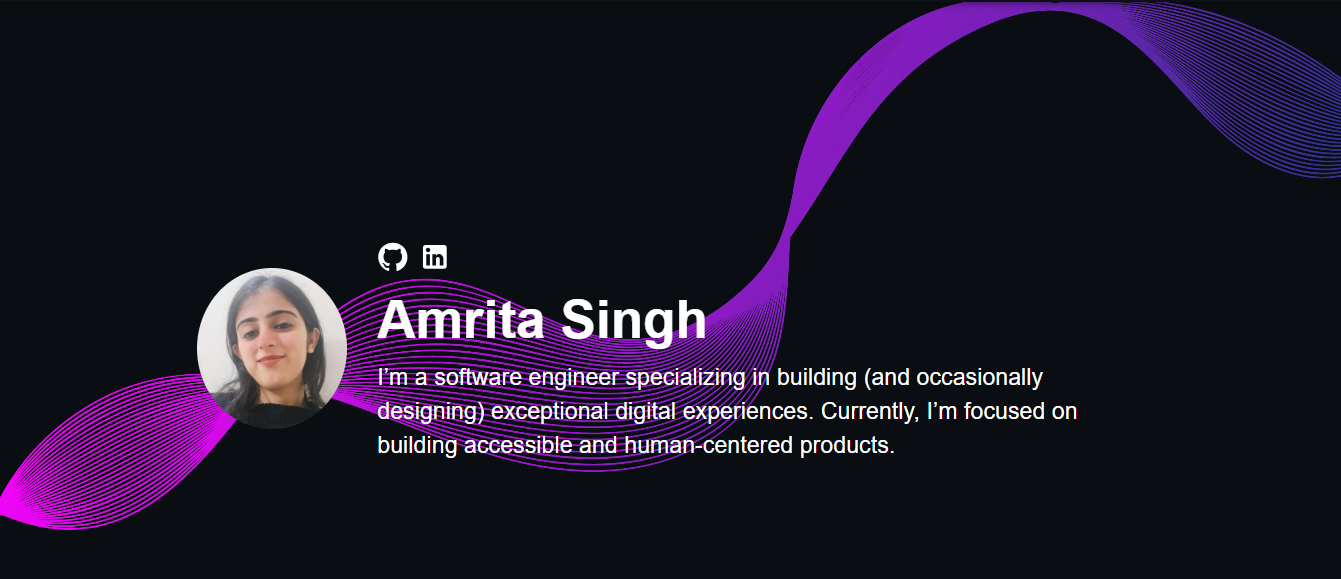 in
Amrita Singh
I’m a software engineer specializing in building (and occasionally
designing) exceptional digital experiences. Currently, I’m focused on
building accessible and human-centered products.